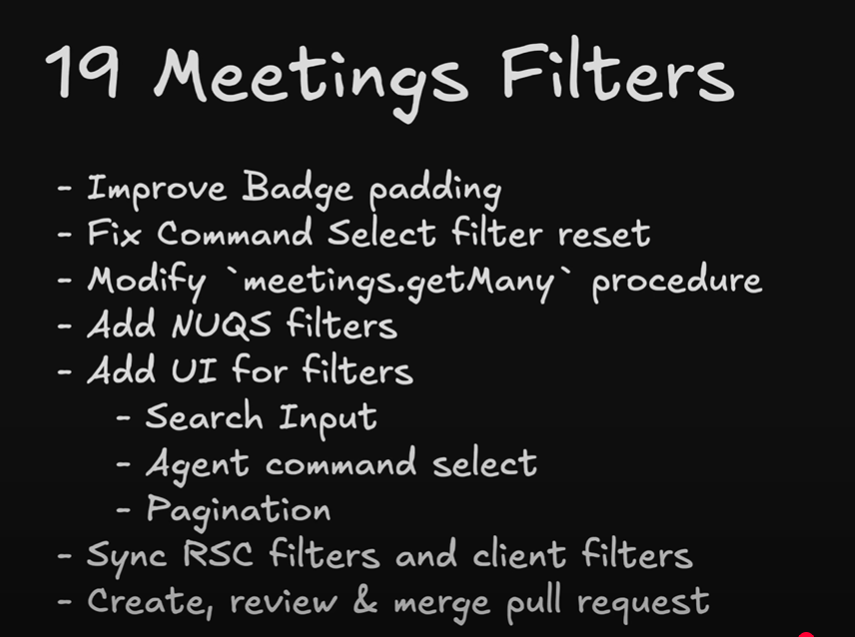 19 Meetings Filters
- Improve Badge padding
- Fix Command Select filter reset
- Modify `meetings.getMany` procedure
- Add NUQS filters
- Add UI for filters
- Search Input
- Agent command select
- Pagination
- Sync RSC filters and client filters
- Create, review & merge pull request